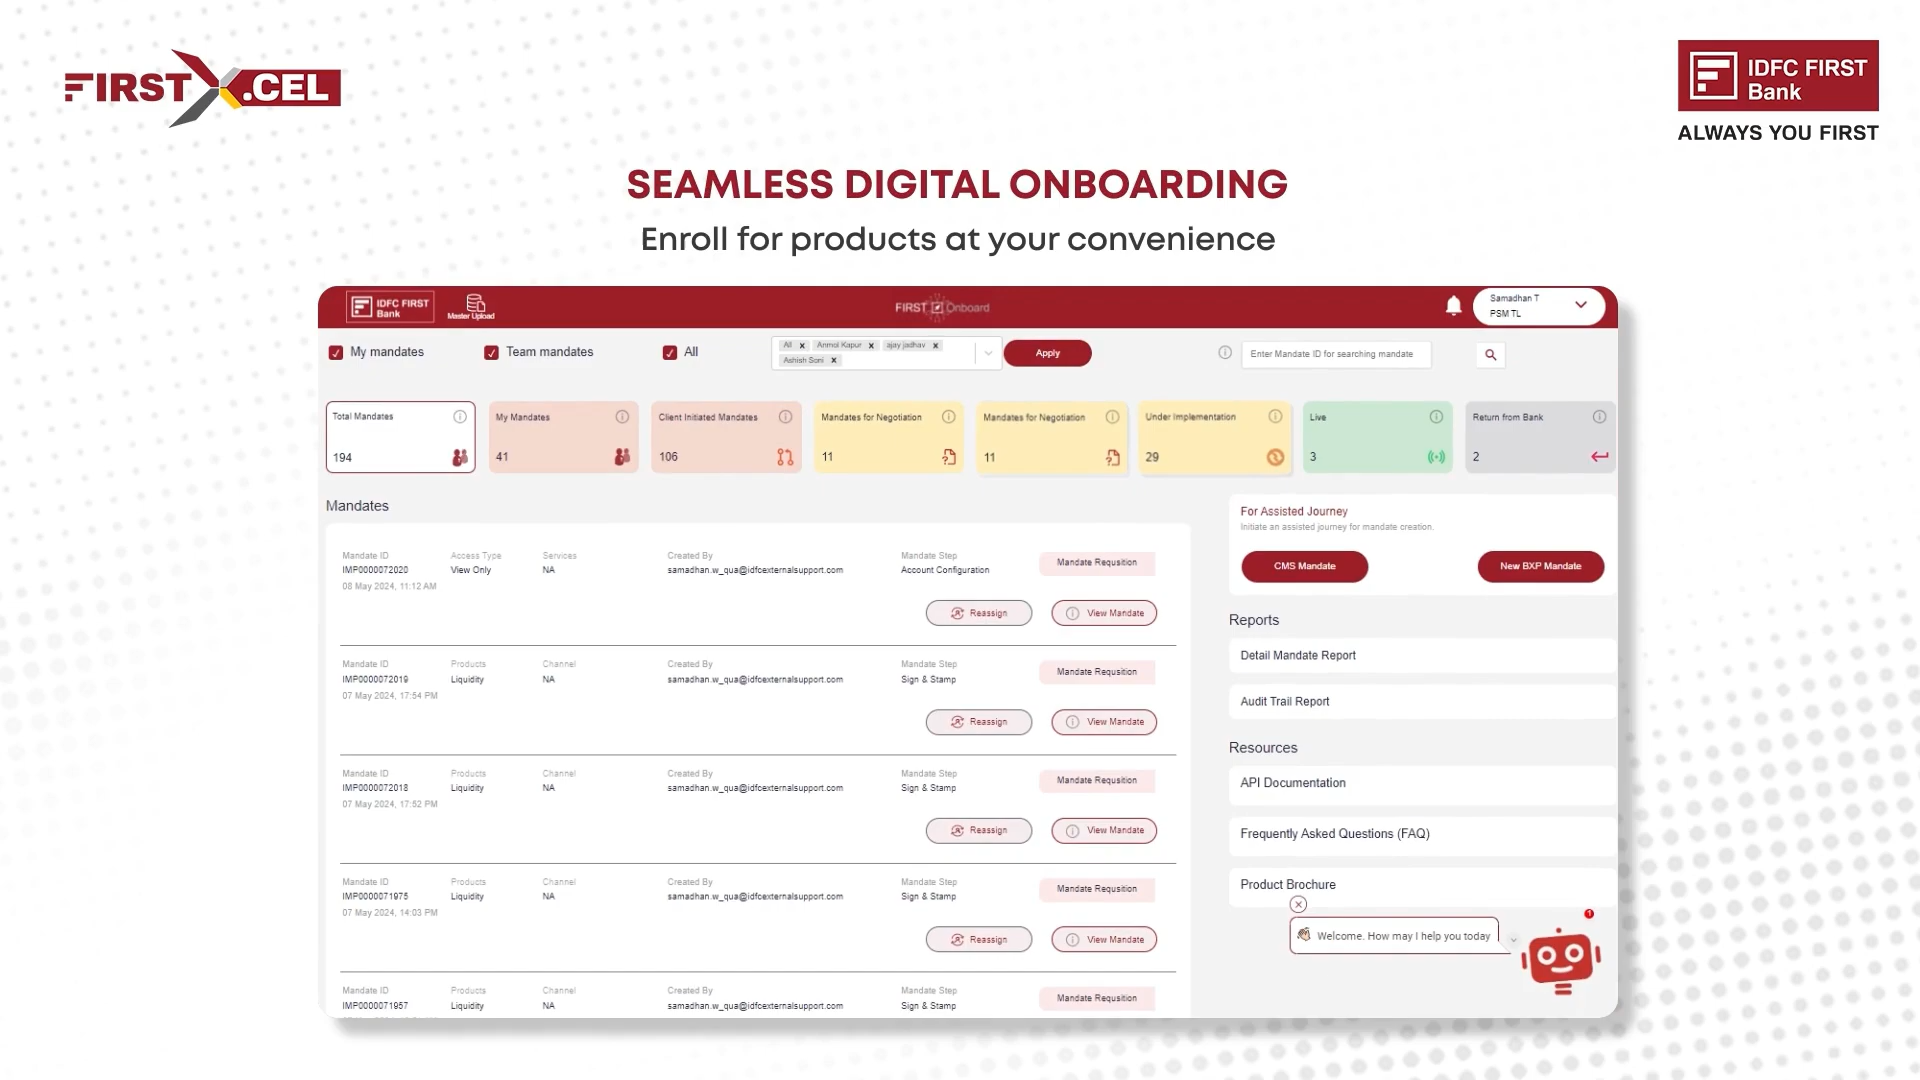 FIRST X.CEL
IDFC FIRST
Bank
ALWAYS YOU FIRST
SEAMLESS DIGITAL ONBOARDING
Enroll for products at your convenience
IDFC FIRST
Bank
Master Upload
FIRST Onboard
Samadhan T
PSM TL
My mandates
Team mandates
All
All x Anmol Kapur x ajay jadhav x
Ashish Soni x
Apply
Enter Mandate ID for searching mandate
Total Mandates
194
My Mandates
41
Client Initiated Mandates
106
Mandates for Negotiation
11
Mandates for Negotiation
11
Under Implementation
29
Live
3
Return from Bank
2
Mandates
Mandate ID Access Type Services Created By Mandate Step Mandate Requsition
IMP0000072020 View Only NA samadhan.w_qua@idfcexternalsupport.com Account Configuration
08 May 2024, 11:12 AM
Reassign View Mandate
Mandate ID Products Channel Created By Mandate Step Mandate Requsition
IMP0000072019 Liquidity NA samadhan.w_qua@idfcexternalsupport.com Sign & Stamp
07 May 2024, 17:54 PM
Reassign View Mandate
Mandate ID Products Channel Created By Mandate Step Mandate Requsition
IMP0000072018 Liquidity NA samadhan.w_qua@idfcexternalsupport.com Sign & Stamp
07 May 2024, 17:52 PM
Reassign View Mandate
Mandate ID Products Channel Created By Mandate Step Mandate Requsition
IMP0000071975 Liquidity NA samadhan.w_qua@idfcexternalsupport.com Sign & Stamp
07 May 2024, 14:03 PM
Reassign View Mandate
Mandate ID Products Channel Created By Mandate Step Mandate Requsition
IMP0000071957 Liquidity NA samadhan.w_qua@idfcexternalsupport.com Sign & Stamp
For Assisted Journey
Initiate an assisted journey for mandate creation.
CMS Mandate
New BXP Mandate
Reports
Detail Mandate Report
Audit Trail Report
Resources
API Documentation
Frequently Asked Questions (FAQ)
Product Brochure
Welcome. How may I help you today
1